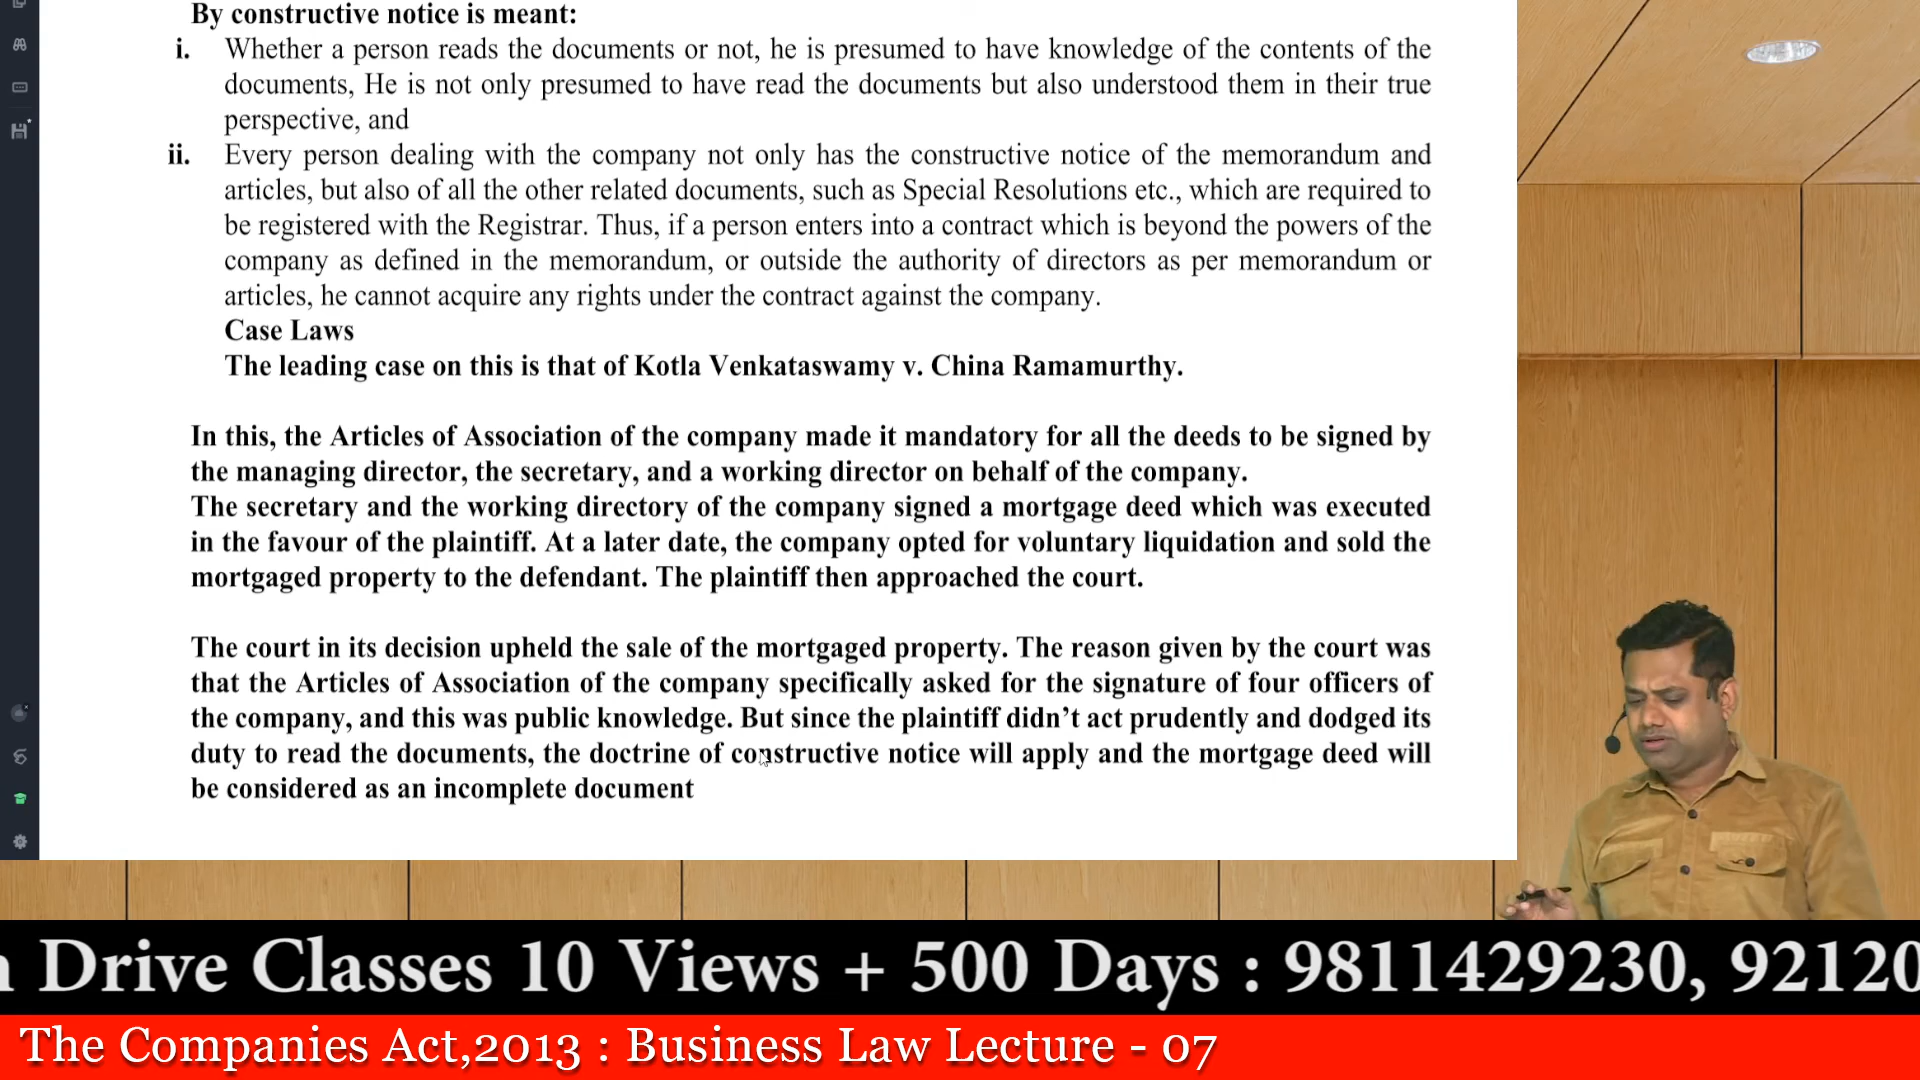 By constructive notice is meant:
i. Whether a person reads the documents or not, he is presumed to have knowledge of the contents of the
documents, He is not only presumed to have read the documents but also understood them in their true
perspective, and
ii. Every person dealing with the company not only has the constructive notice of the memorandum and
articles, but also of all the other related documents, such as Special Resolutions etc., which are required to
be registered with the Registrar. Thus, if a person enters into a contract which is beyond the powers of the
company as defined in the memorandum, or outside the authority of directors as per memorandum or
articles, he cannot acquire any rights under the contract against the company.
Case Laws
The leading case on this is that of Kotla Venkataswamy v. China Ramamurthy.
In this, the Articles of Association of the company made it mandatory for all the deeds to be signed by
the managing director, the secretary, and a working director on behalf of the company.
The secretary and the working directory of the company signed a mortgage deed which was executed
in the favour of the plaintiff. At a later date, the company opted for voluntary liquidation and sold the
mortgaged property to the defendant. The plaintiff then approached the court.
The court in its decision upheld the sale of the mortgaged property. The reason given by the court was
that the Articles of Association of the company specifically asked for the signature of four officers of
the company, and this was public knowledge. But since the plaintiff didn’t act prudently and dodged its
duty to read the documents, the doctrine of constructive notice will apply and the mortgage deed will
be considered as an incomplete document
Drive Classes 10 Views + 500 Days : 9811429230, 92120
The Companies Act,2013 : Business Law Lecture - 07